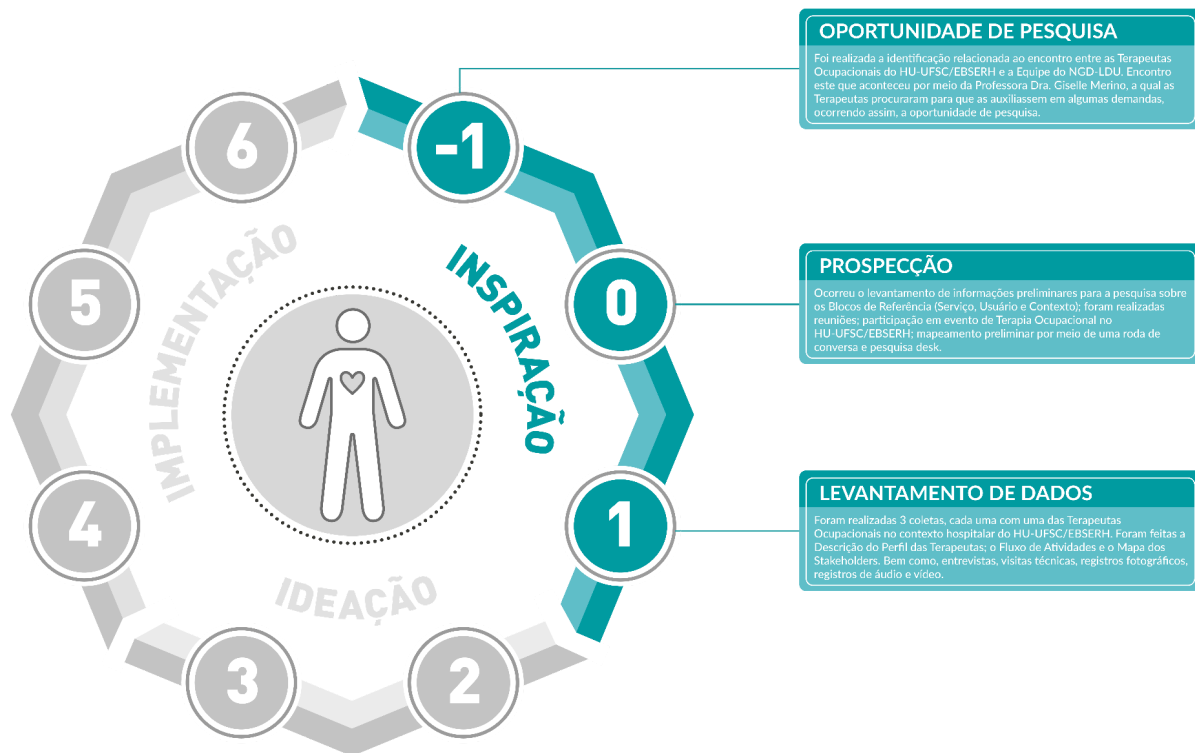 -1
0
1
2
3
4
5
6
INSPIRAÇÃO
IDEAÇÃO
IMPLEMENTAÇÃO
OPORTUNIDADE DE PESQUISA
Foi realizada a identificação relacionada ao encontro entre as Terapeutas
Ocupacionais do HU-UFSC/EBSERH e a Equipe do NGD-LDU. Encontro
este que aconteceu por meio da Professora Dra. Giselle Merino, a qual as
Terapeutas procuraram para que as auxiliassem em algumas demandas,
ocorrendo assim, a oportunidade de pesquisa.
PROSPECÇÃO
Ocorreu o levantamento de informações preliminares para a pesquisa sobre
os Blocos de Referência (Serviço, Usuário e Contexto); foram realizadas
reuniões; participação em evento de Terapia Ocupacional no
HU-UFSC/EBSERH; mapeamento preliminar por meio de uma roda de
conversa e pesquisa desk.
LEVANTAMENTO DE DADOS
Foram realizadas 3 coletas, cada uma com uma das Terapeutas
Ocupacionais no contexto hospitalar do HU-UFSC/EBSERH. Foram feitas a
Descrição do Perfil das Terapeutas; o Fluxo de Atividades e o Mapa dos
Stakeholders. Bem como, entrevistas, visitas técnicas, registros fotográficos,
registros de áudio e vídeo.